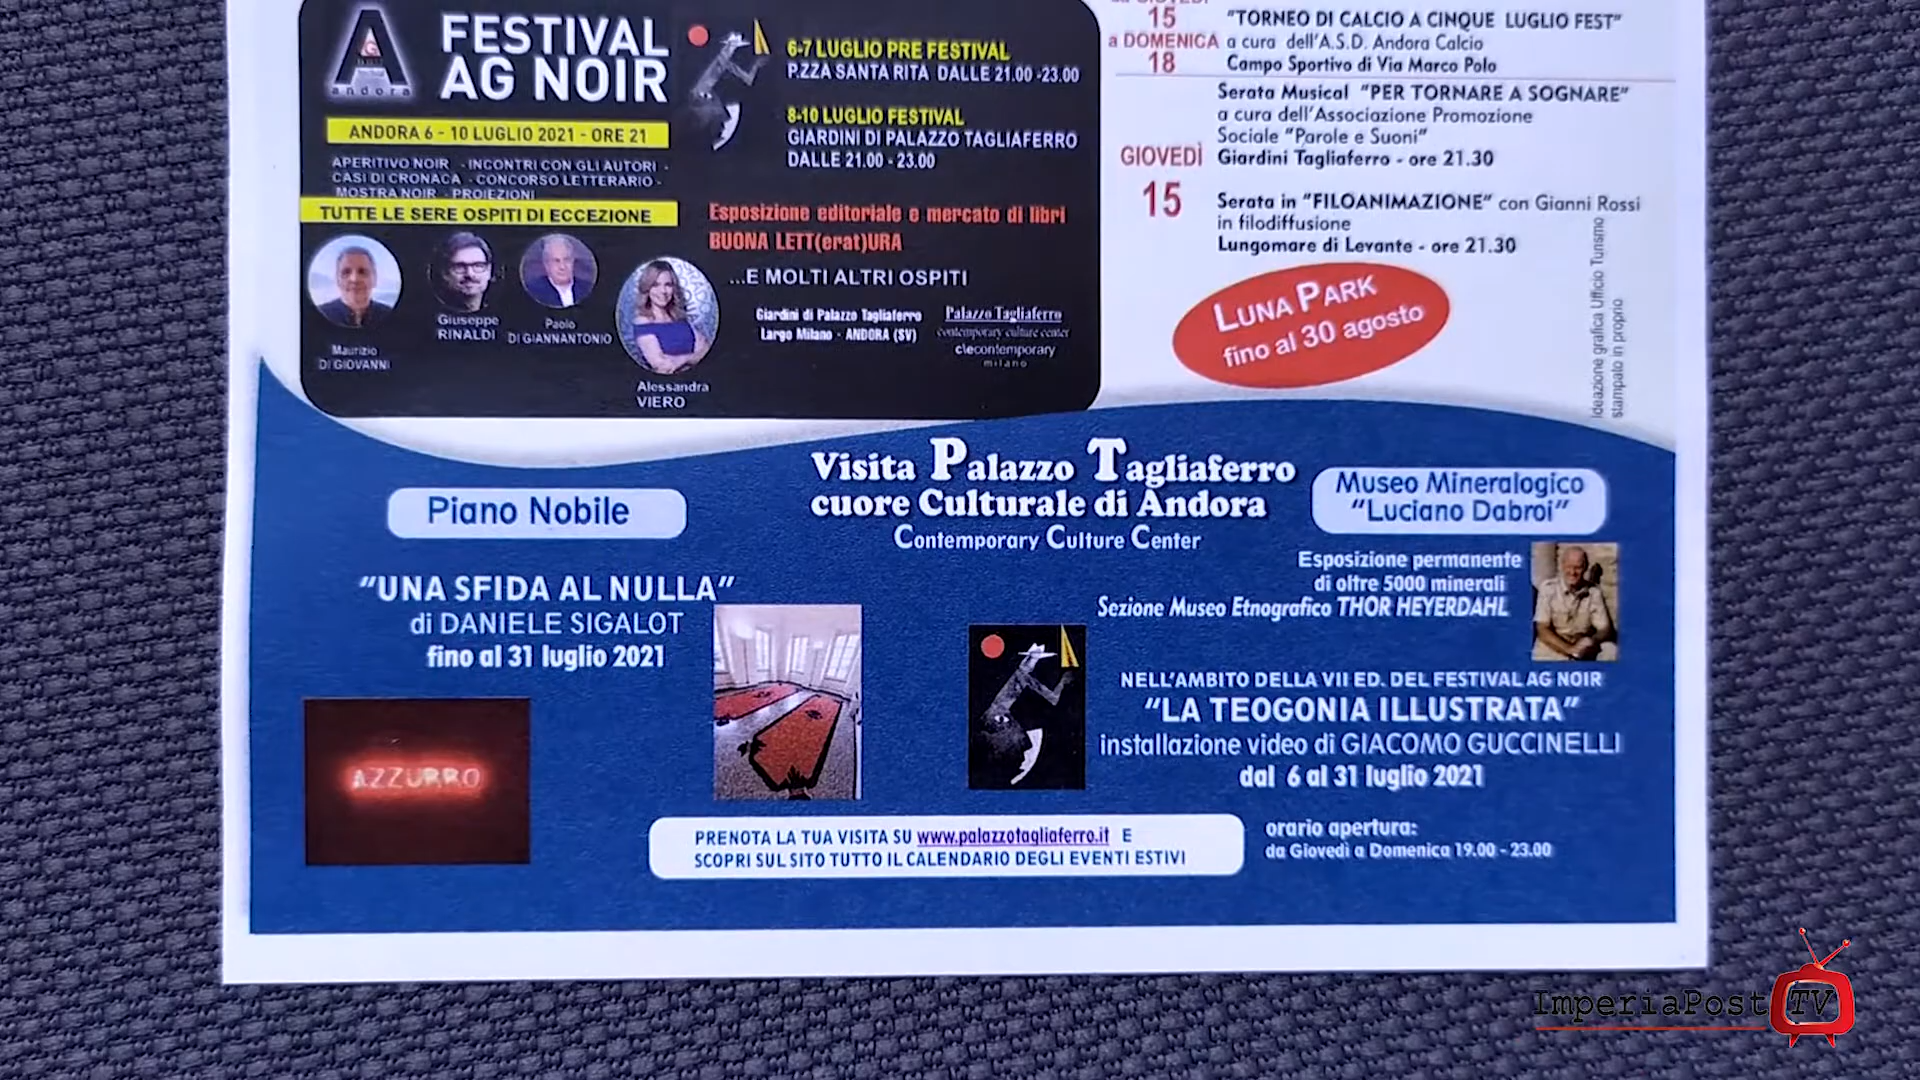 FESTIVAL
AG NOIR
andora
ANDORA 6 - 10 LUGLIO 2021 - ORE 21
APERITIVO NOIR - INCONTRI CON GLI AUTORI -
CASI DI CRONACA - CONCORSO LETTERARIO -
MOSTRA NOIR - PROIEZIONI
TUTTE LE SERE OSPITI DI ECCEZIONE
Maurizio
DI GIOVANNI
Giuseppe
RINALDI
Paolo
DI GIANNANTONIO
Alessandra
VIERO
6-7 LUGLIO PRE FESTIVAL
P.ZZA SANTA RITA DALLE 21.00 -23.00
8-10 LUGLIO FESTIVAL
GIARDINI DI PALAZZO TAGLIAFERRO
DALLE 21.00 - 23.00
Esposizione editoriale e mercato di libri
BUONA LETT(erat)URA
...E MOLTI ALTRI OSPITI
Giardini di Palazzo Tagliaferro
Largo Milano - ANDORA (SV)
Palazzo Tagliaferro
contemporary culture center
c|econtemporary
milano
15
a DOMENICA
18
"TORNEO DI CALCIO A CINQUE LUGLIO FEST"
a cura dell'A.S.D. Andora Calcio
Campo Sportivo di Via Marco Polo
GIOVEDÌ
15
Serata Musical "PER TORNARE A SOGNARE"
a cura dell'Associazione Promozione
Sociale "Parole e Suoni"
Giardini Tagliaferro - ore 21.30
Serata in "FILOANIMAZIONE" con Gianni Rossi
in filodiffusione
Lungomare di Levante - ore 21.30
LUNA PARK
fino al 30 agosto
Ideazione grafica Ufficio Turismo
stampato in proprio
Visita Palazzo Tagliaferro
cuore Culturale di Andora
Contemporary Culture Center
Piano Nobile
"UNA SFIDA AL NULLA"
di DANIELE SIGALOT
fino al 31 luglio 2021
AZZURRO
Museo Mineralogico
"Luciano Dabroi"
Esposizione permanente
di oltre 5000 minerali
Sezione Museo Etnografico THOR HEYERDAHL
NELL'AMBITO DELLA VII ED. DEL FESTIVAL AG NOIR
"LA TEOGONIA ILLUSTRATA"
installazione video di GIACOMO GUCCINELLI
dal 6 al 31 luglio 2021
PRENOTA LA TUA VISITA SU www.palazzotagliaferro.it E
SCOPRI SUL SITO TUTTO IL CALENDARIO DEGLI EVENTI ESTIVI
orario apertura:
da Giovedì a Domenica 19.00 - 23.00
ImperiaPost TV